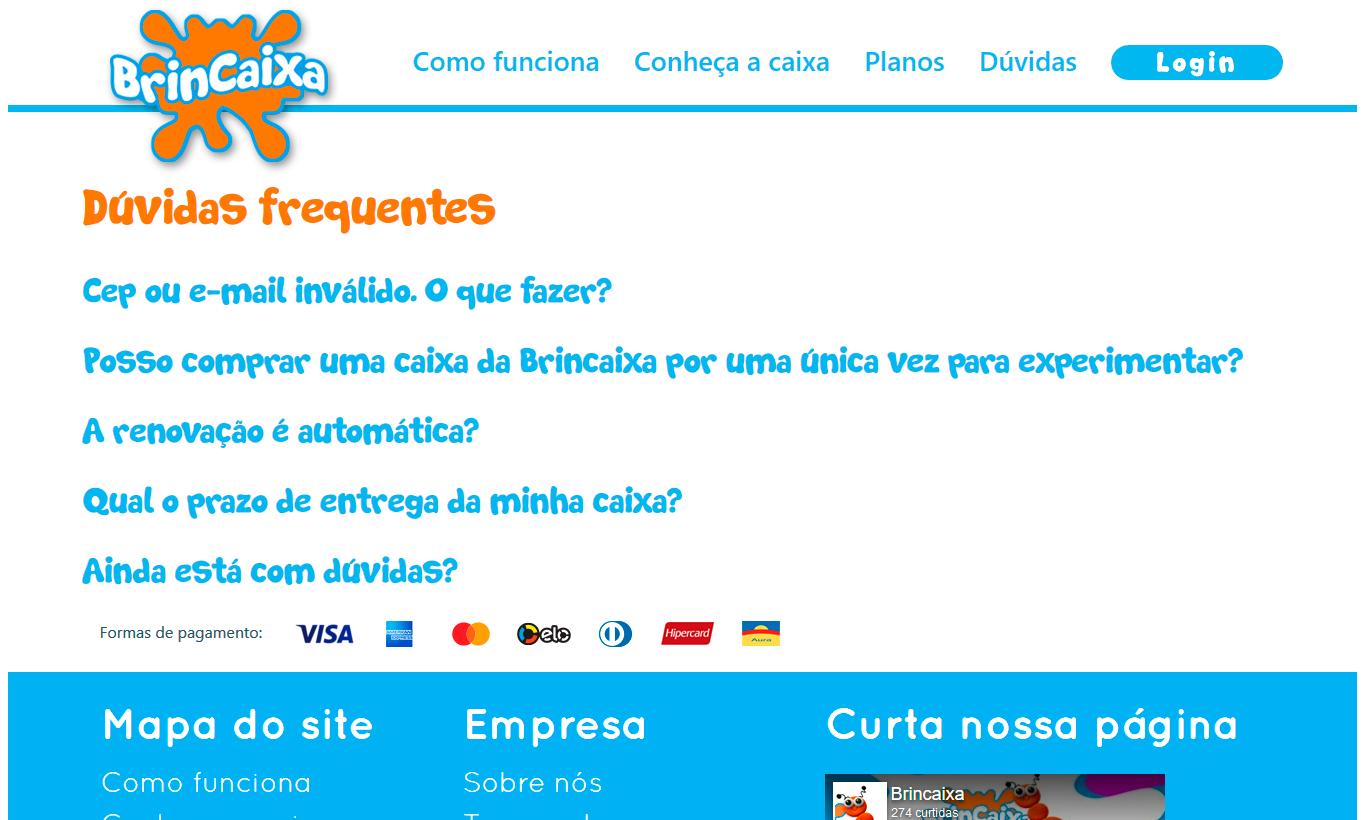 BrinCaixa
Como funciona Conheça a caixa Planos Dúvidas Login
Dúvidas frequentes
Cep ou e-mail inválido. O que fazer?
Posso comprar uma caixa da Brincaixa por uma única vez para experimentar?
A renovação é automática?
Qual o prazo de entrega da minha caixa?
Ainda está com dúvidas?
Formas de pagamento: VISA AMERICAN EXPRESS elo Hipercard Aura
Mapa do site Empresa Curta nossa página
Como funciona Sobre nós
Brincaixa
274 curtidas